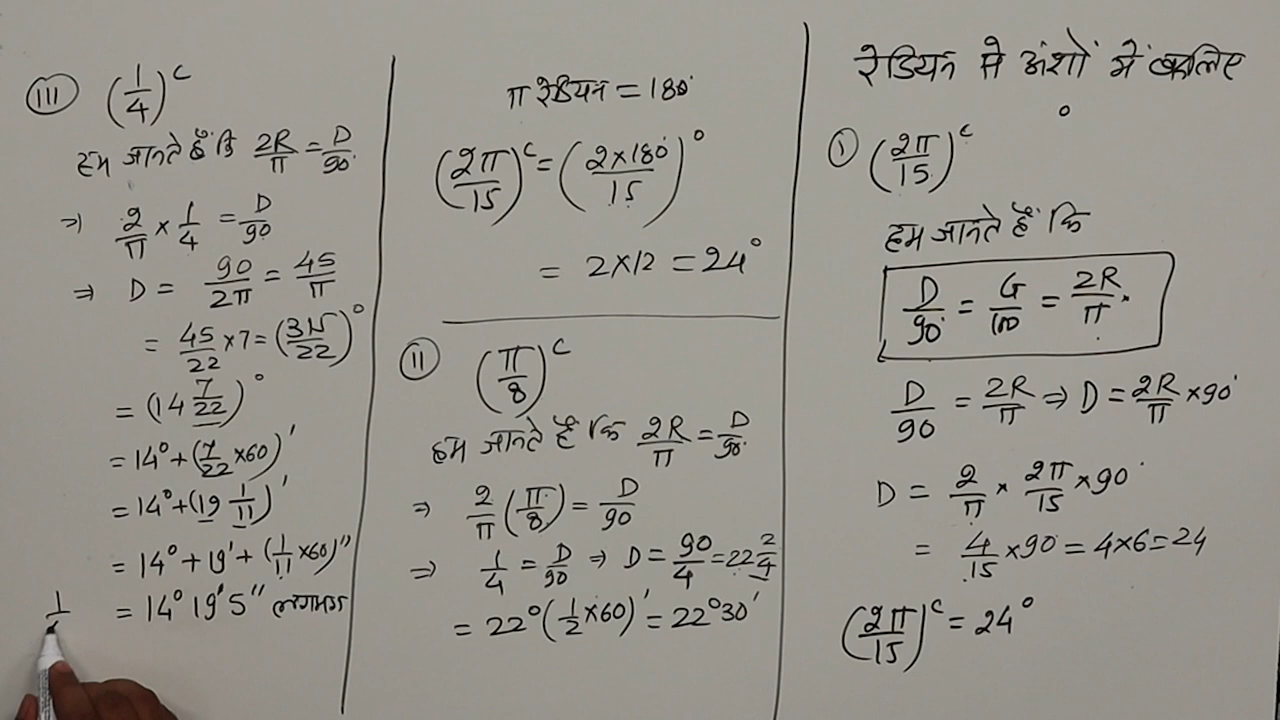 रेडियन से अंशों में बदलिए
°
(i) (2π/15)^c
हम जानते हैं कि
D/90 = G/100 = 2R/π
D/90 = 2R/π ⇒ D = 2R/π × 90
D = 2/π × 2π/15 × 90
= 4/15 × 90 = 4×6 = 24
(2π/15)^c = 24°
π रेडियन = 180°
(2π/15)^c = (2×180/15)°
= 2×12 = 24°
(ii) (π/8)^c
हम जानते हैं कि 2R/π = D/90
⇒ 2/π (π/8) = D/90
⇒ 1/4 = D/90 ⇒ D = 90/4 = 22 2/4
= 22° (1/2 × 60)' = 22° 30'
(iii) (1/4)^c
हम जानते हैं कि 2R/π = D/90
⇒ 2/π × 1/4 = D/90
⇒ D = 90/2π = 45/π
= 45/22 × 7 = (315/22)°
= (14 7/22)°
= 14° + (7/22 × 60)'
= 14° + (19 1/11)'
= 14° + 19' + (1/11 × 60)"
= 14° 19' 5" लगभग